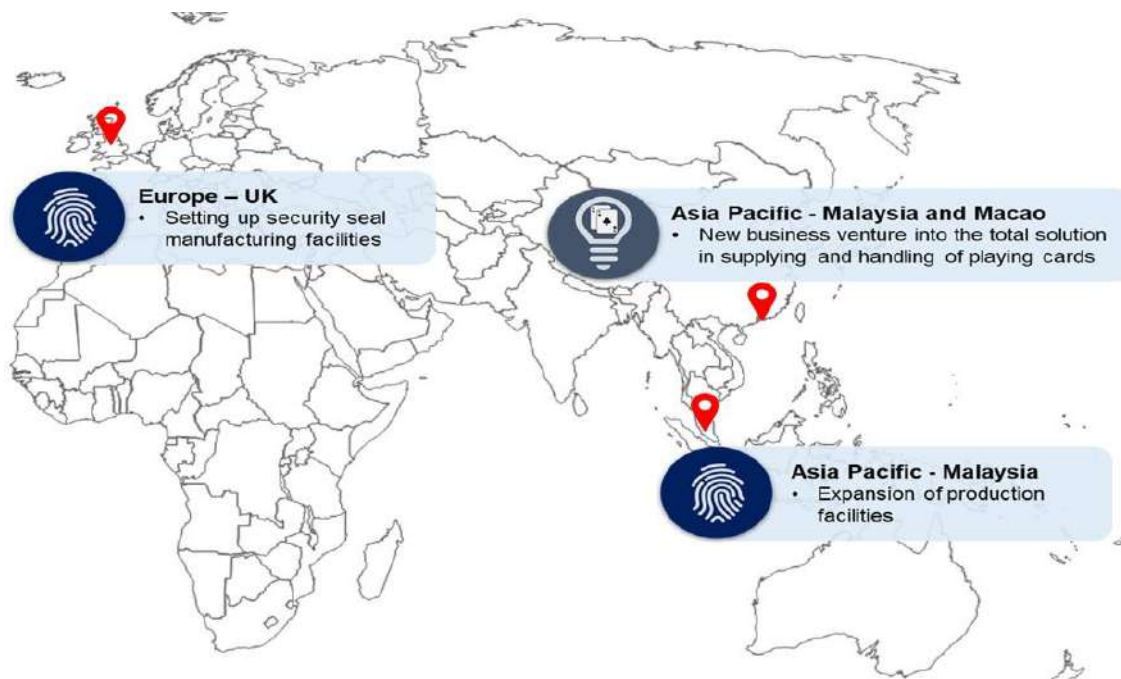 Europe – UK
• Setting up security seal
manufacturing facilities
Asia Pacific - Malaysia and Macao
• New business venture into the total solution
in supplying and handling of playing cards
Asia Pacific - Malaysia
• Expansion of production
facilities